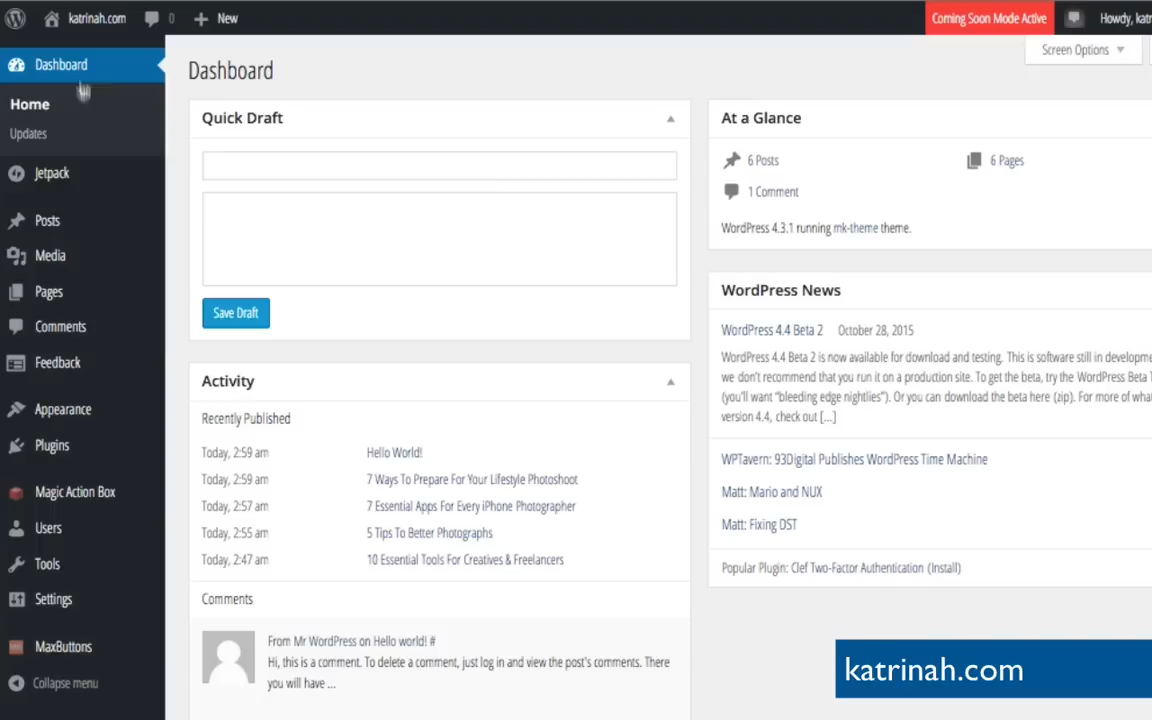 katrinah.com 0 New Coming Soon Mode Active Howdy,
Screen Options
Dashboard
Home
Updates
Jetpack
Posts
Media
Pages
Comments
Feedback
Appearance
Plugins
Magic Action Box
Users
Tools
Settings
MaxButtons
Collapse menu
Dashboard
Quick Draft
Save Draft
Activity
Recently Published
Today, 2:59 am Hello World!
Today, 2:59 am 7 Ways To Prepare For Your Lifestyle Photoshoot
Today, 2:57 am 7 Essential Apps For Every iPhone Photographer
Today, 2:55 am 5 Tips To Better Photographs
Today, 2:47 am 10 Essential Tools For Creatives & Freelancers
Comments
From Mr WordPress on Hello world! #
Hi, this is a comment. To delete a comment, just log in and view the post's comments. There
you will have ...
At a Glance
6 Posts 6 Pages
1 Comment
WordPress 4.3.1 running mk-theme theme.
WordPress News
WordPress 4.4 Beta 2 October 28, 2015
WordPress 4.4 Beta 2 is now available for download and testing. This is software still in developme
we don't recommend that you run it on a production site. To get the beta, try the WordPress Beta T
(you'll want "bleeding edge nightlies"). Or you can download the beta here (zip). For more of what
version 4.4, check out [...]
WPTavern: 93Digital Publishes WordPress Time Machine
Matt: Mario and NUX
Matt: Fixing DST
Popular Plugin: Clef Two-Factor Authentication (Install)
katrinah.com